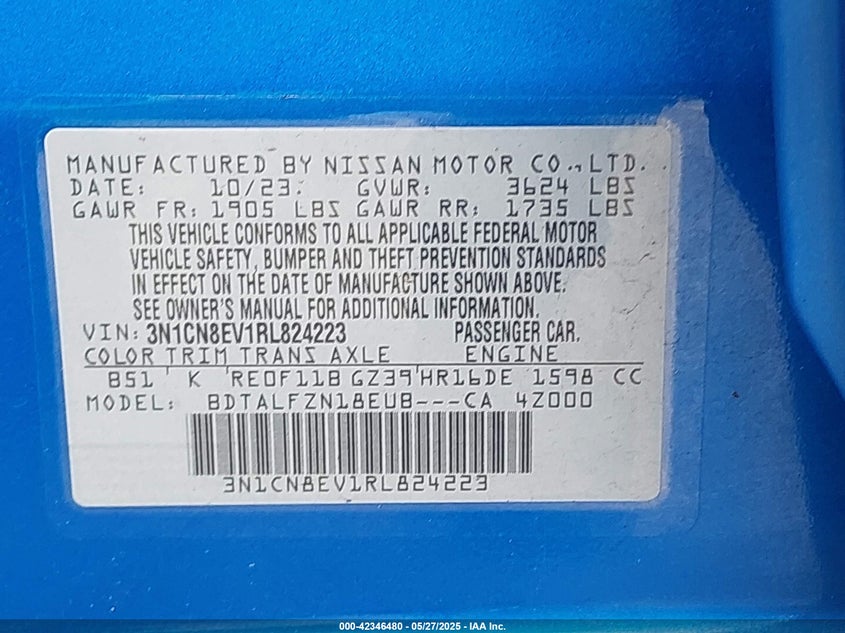 MANUFACTURED BY NISSAN MOTOR CO., LTD.
DATE: 10/23. GVWR: 3624 LBS
GAWR FR: 1905 LBS GAWR RR: 1735 LBS
THIS VEHICLE CONFORMS TO ALL APPLICABLE FEDERAL MOTOR
VEHICLE SAFETY, BUMPER AND THEFT PREVENTION STANDARDS
IN EFFECT ON THE DATE OF MANUFACTURE SHOWN ABOVE.
SEE OWNER'S MANUAL FOR ADDITIONAL INFORMATION.
VIN: 3N1CN8EV1RL824223 PASSENGER CAR.
COLOR TRIM TRANS AXLE ENGINE
B51 K RE0F11B GZ39 HR16DE 1598 CC
MODEL: BDTALFZN18EUB---CA 4Z000
3N1CN8EV1RL824223
000-42346480 - 05/27/2025 - IAA Inc.